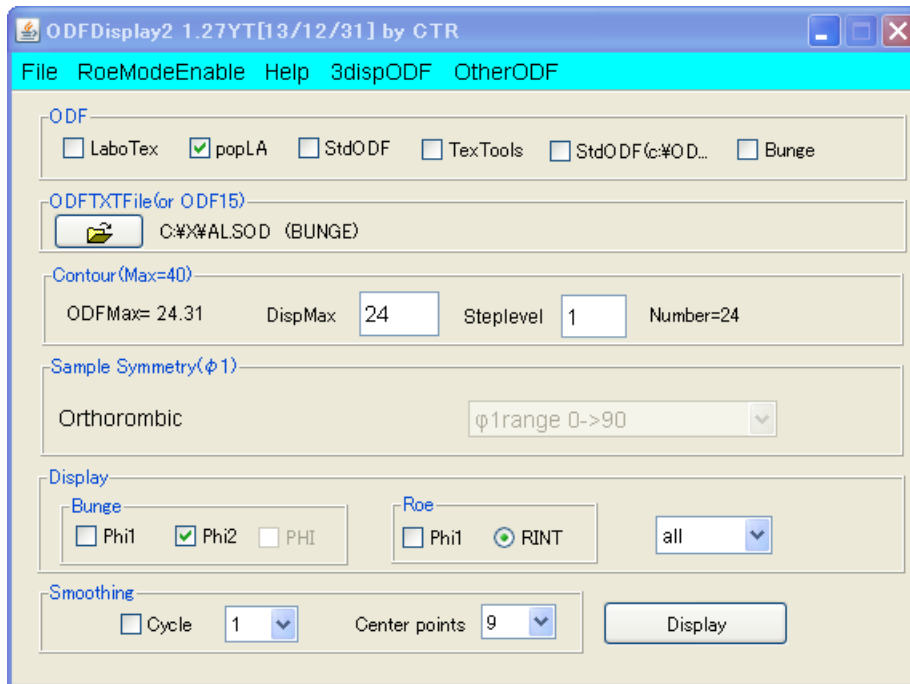 ODFDisplay2 1.27YT[13/12/31] by CTR
File RoeModeEnable Help 3dispODF OtherODF
ODF
LaboTex popLA StdODF TexTools StdODF(c:¥OD... Bunge
ODFTXTFile(or ODF15)
C:¥X¥ALSOD (BUNGE)
Contour(Max=40)
ODFMax= 24.31 DispMax 24 Steplevel 1 Number=24
Sample Symmetry(φ1)
Orthorombic φ1range 0->90
Display
Bunge Roe
Phi1 Phi2 PHI Phi1 RINT all
Smoothing
Cycle 1 Center points 9 Display